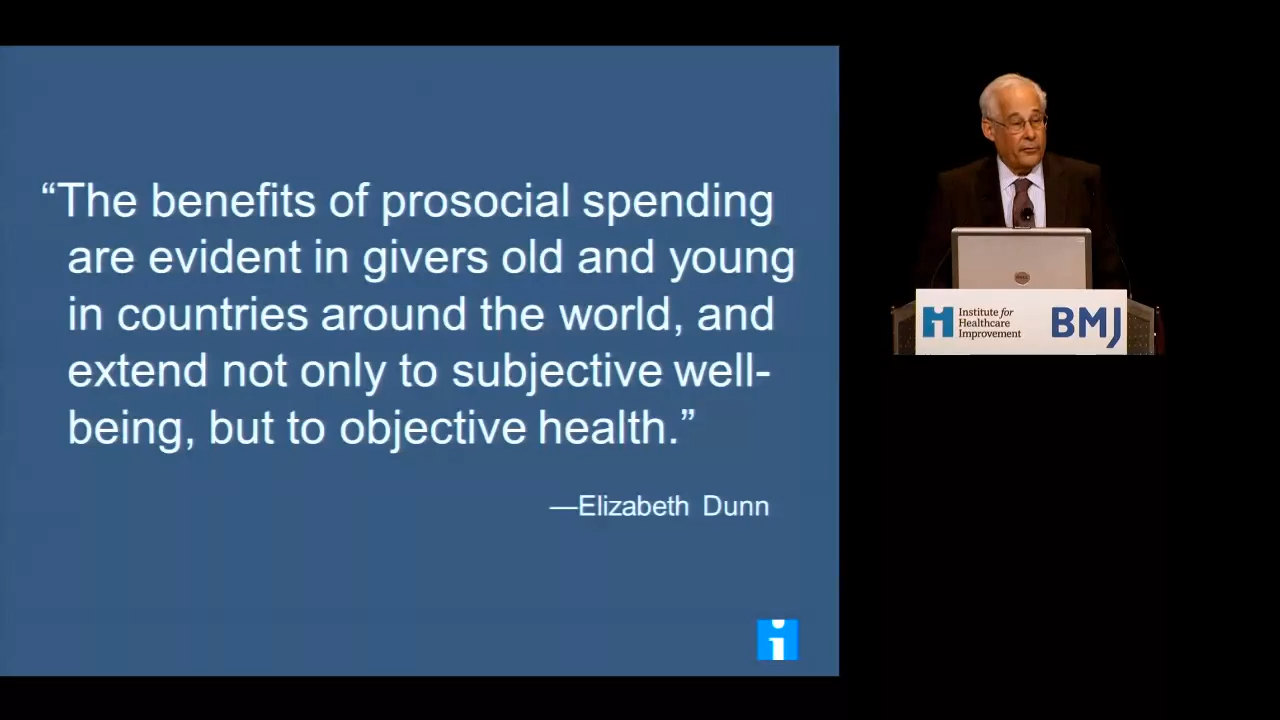 “The benefits of prosocial spending
are evident in givers old and young
in countries around the world, and
extend not only to subjective well-
being, but to objective health.”
—Elizabeth Dunn
i
Institute for
Healthcare
Improvement
BMJ
DELL